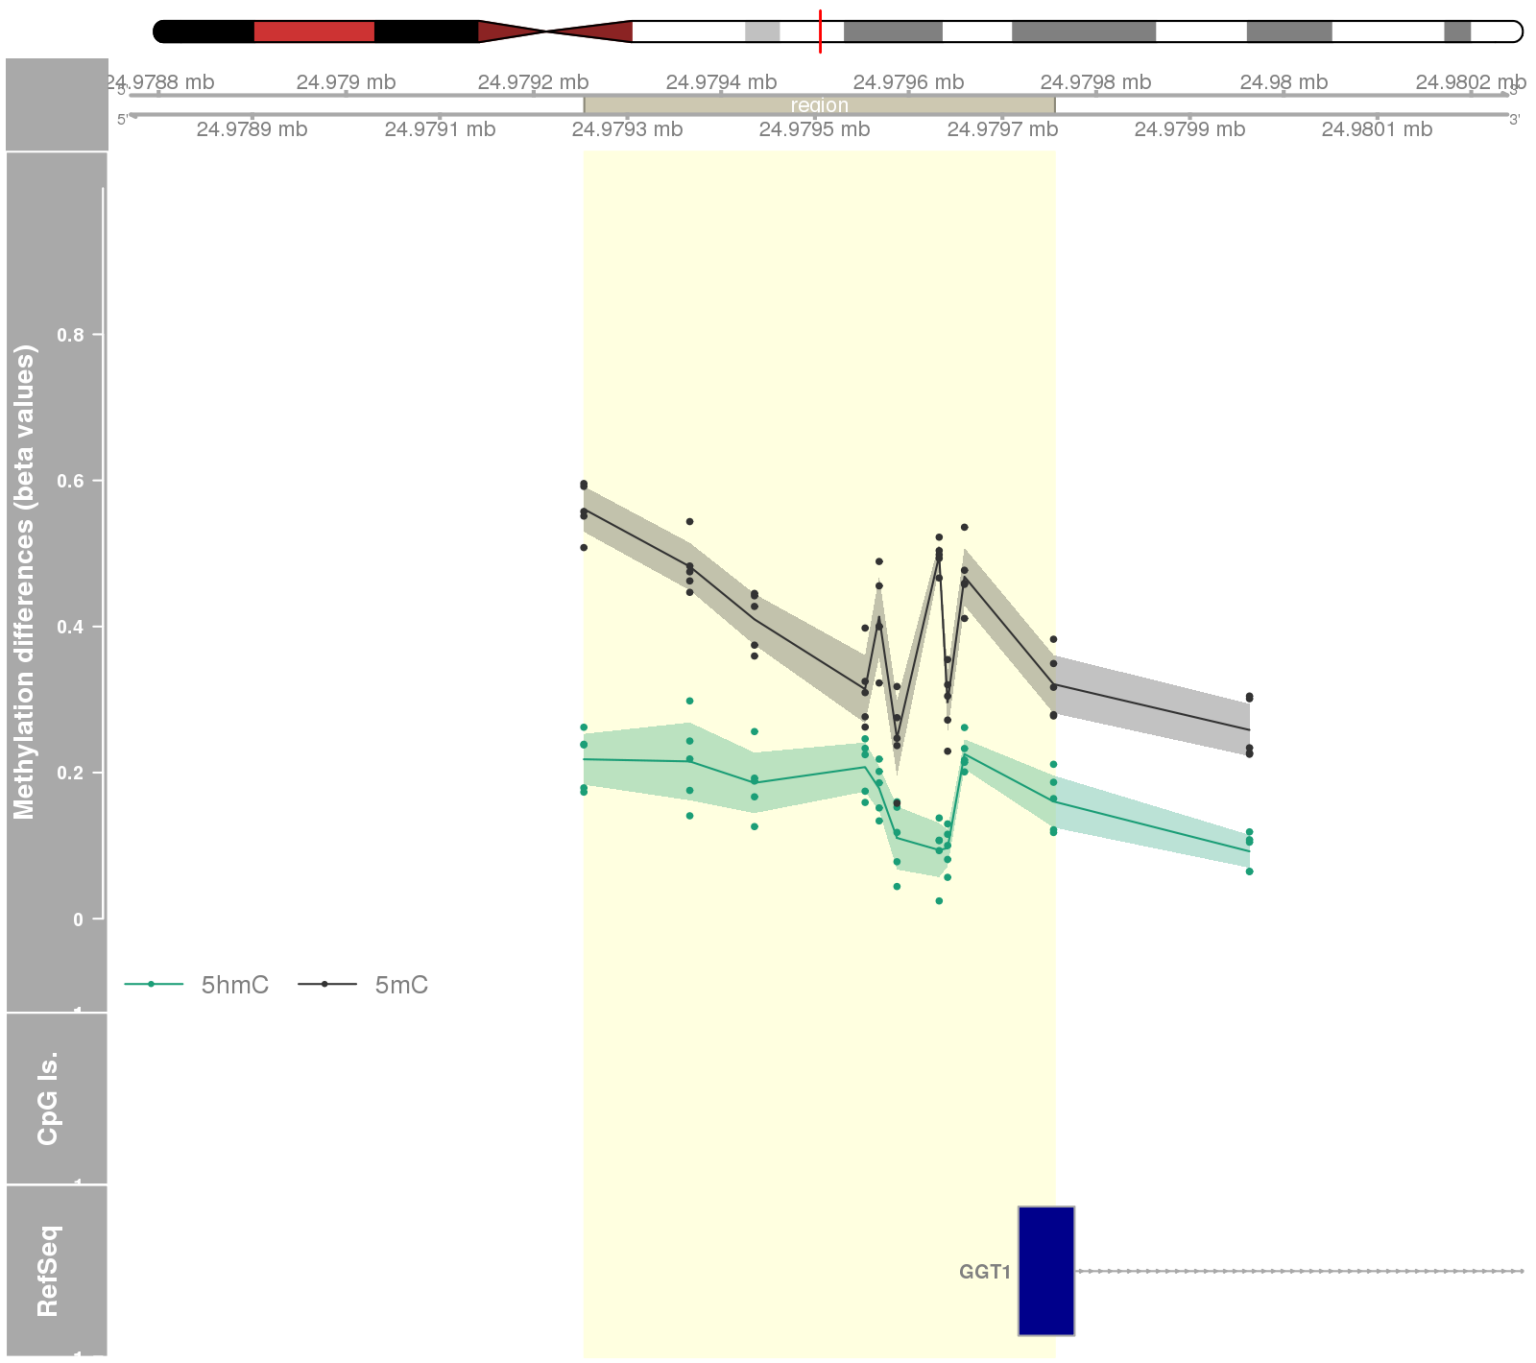 24.9788 mb 24.979 mb 24.9792 mb 24.9794 mb 24.9796 mb 24.9798 mb 24.98 mb 24.9802 mb
3'
region
5'
3'
24.9789 mb 24.9791 mb 24.9793 mb 24.9795 mb 24.9797 mb 24.9799 mb 24.9801 mb
Methylation differences (beta values)
0.8
0.6
0.4
0.2
0
5hmC 5mC
CpG Is.
RefSeq
GGT1